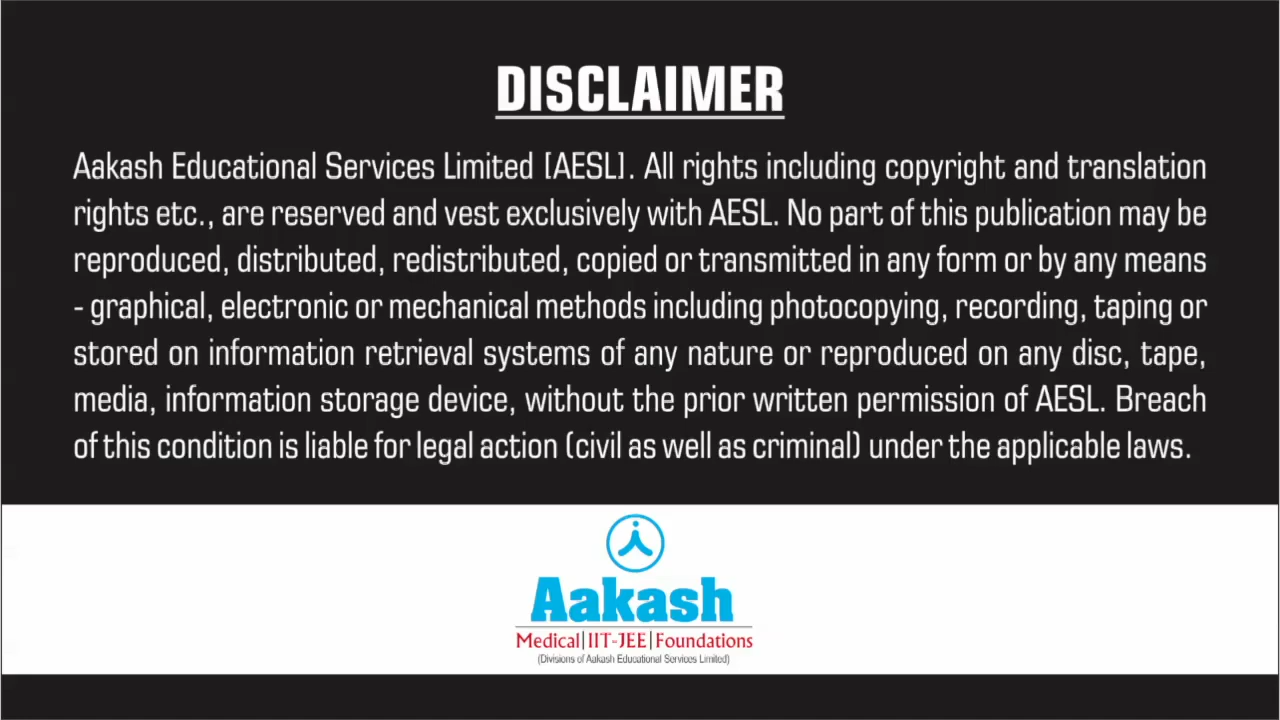 DISCLAIMER
Aakash Educational Services Limited [AESL]. All rights including copyright and translation
rights etc., are reserved and vest exclusively with AESL. No part of this publication may be
reproduced, distributed, redistributed, copied or transmitted in any form or by any means
- graphical, electronic or mechanical methods including photocopying, recording, taping or
stored on information retrieval systems of any nature or reproduced on any disc, tape,
media, information storage device, without the prior written permission of AESL. Breach
of this condition is liable for legal action (civil as well as criminal) under the applicable laws.
Aakash
Medical|IIT-JEE|Foundations
(Divisions of Aakash Educational Services Limited)